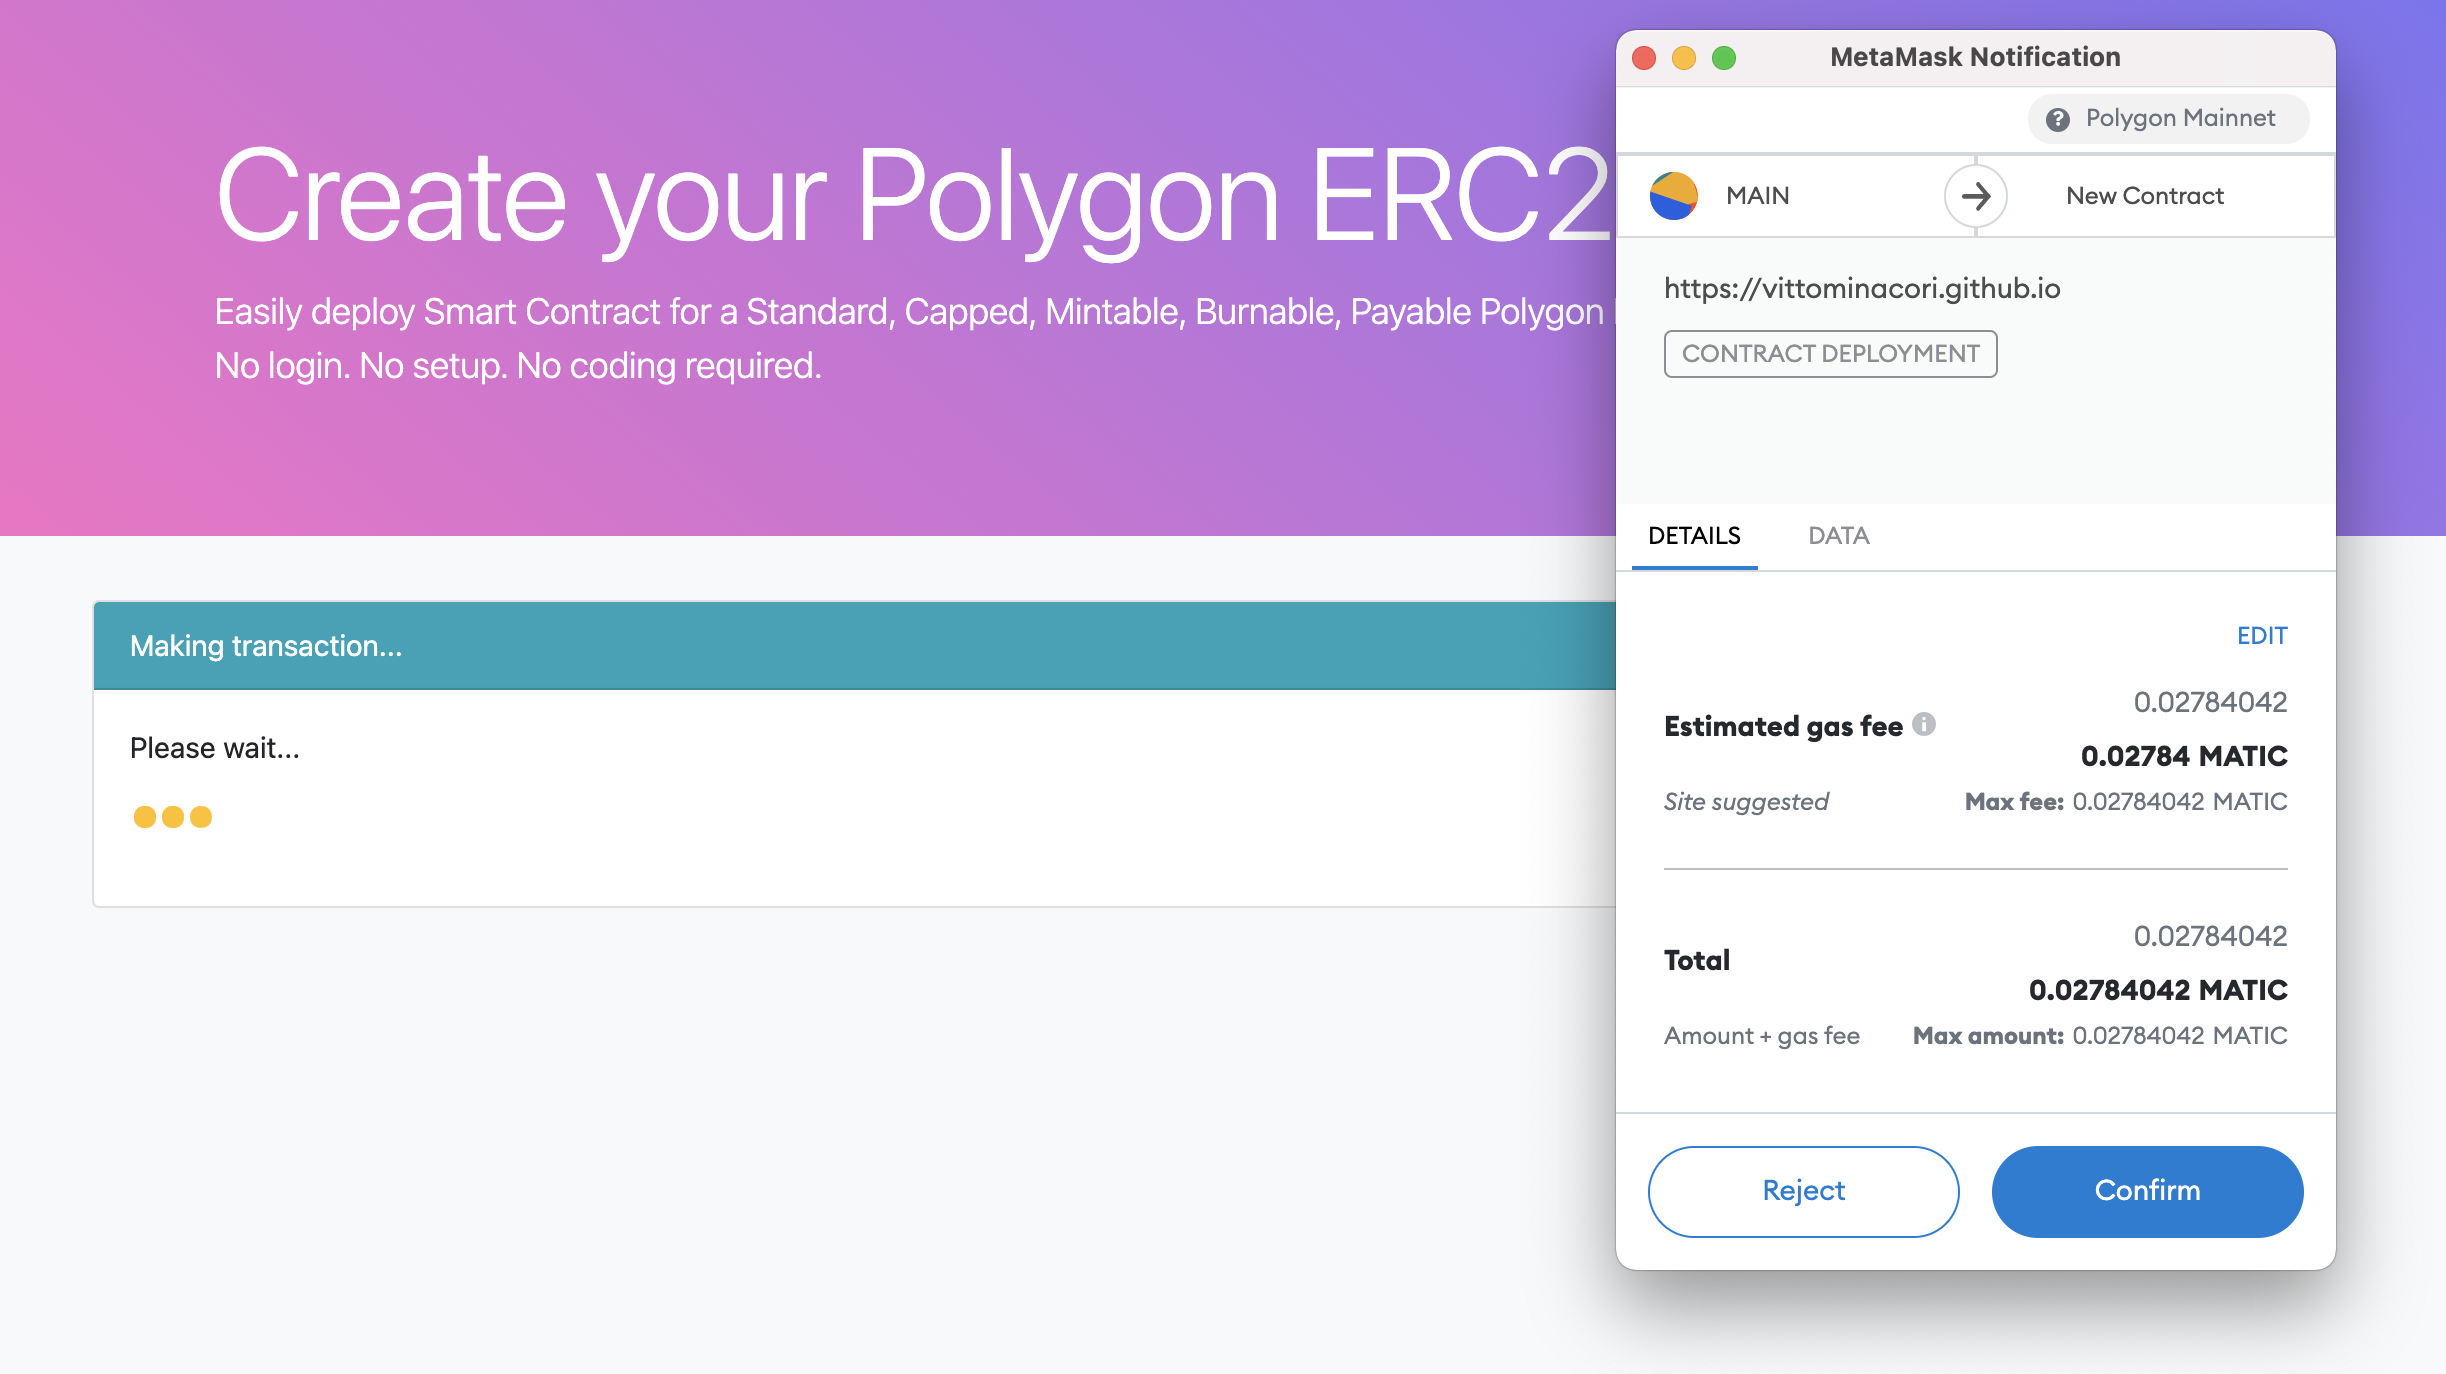 Create your Polygon ERC2
Easily deploy Smart Contract for a Standard, Capped, Mintable, Burnable, Payable Polygon
No login. No setup. No coding required.
Making transaction...
Please wait...
MetaMask Notification
? Polygon Mainnet
MAIN
New Contract
https://vittominacori.github.io
CONTRACT DEPLOYMENT
DETAILS DATA
EDIT
0.02784042
Estimated gas fee i
0.02784 MATIC
Site suggested Max fee: 0.02784042 MATIC
0.02784042
Total
0.02784042 MATIC
Amount + gas fee Max amount: 0.02784042 MATIC
Reject Confirm